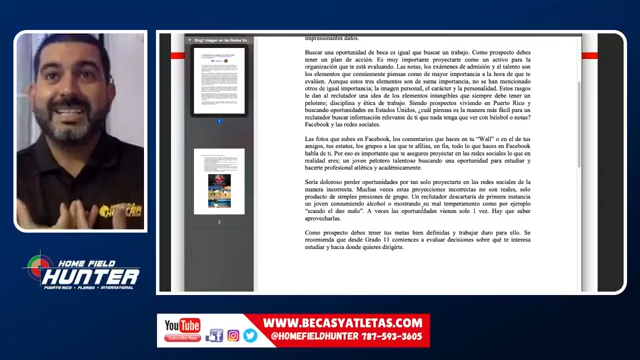 Blog7 Imagen en las Redes So
impresionantes datos.
Buscar una oportunidad de beca es igual que buscar un trabajo. Como prospecto debes
tener un plan de acción. Es muy importante proyectarte como un activo para la
organización que te está evaluando. Las notas, los exámenes de admisión y el talento son
los elementos que comúnmente piensas como de mayor importancia a la hora de que te
evalúen. Aunque estos tres elementos son de suma importancia, no se han mencionado
otros de igual importancia; la imagen personal, el carácter y la personalidad. Estos rasgos
le dan al reclutador una idea de los elementos intangibles que siempre debe tener un
pelotero; disciplina y ética de trabajo. Siendo prospectos viviendo en Puerto Rico y
buscando oportunidades en Estados Unidos, ¿cuál piensas es la manera más fácil para un
reclutador buscar información relevante de ti que nada tenga que ver con béisbol o notas?
Facebook y las redes sociales.
Las fotos que subes en Facebook, los comentarios que haces en tu “Wall” o en el de tus
amigos, tus estatus, los grupos a los que te afilias, en fin, todo lo que haces en Facebook
habla de ti. Por eso es importante que te asegures proyectar en las redes sociales lo que en
realidad eres; un joven pelotero talentoso buscando una oportunidad para estudiar y
hacerte profesional atlética y académicamente.
Sería doloroso perder oportunidades por tan solo proyectarte en las redes sociales de
la manera incorrecta. Muchas veces estas proyecciones incorrectas no son reales, solo
producto de simples presiones de grupo. Un reclutador descartaría de primera instancia
un joven consumiendo alcohol o mostrando su mal temperamento como por ejemplo
“scando el deo malo”. A veces las oportunidades vienen solo 1 vez. Hay que saber
aprovecharlas.
Como prospecto debes tener tus metas bien definidas y trabajar duro para ello. Se
recomienda que desde Grado 11 comiences a evaluar decisiones sobre qué te interesa
estudiar y hacia donde quieres dirigirte.
1
2
HOME FIELD
HUNTER
PUERTO RICO • FLORIDA • INTERNATIONAL
YouTube
WWW.BECASYATLETAS.COM
@HOMEFIELDHUNTER 787-593-3605